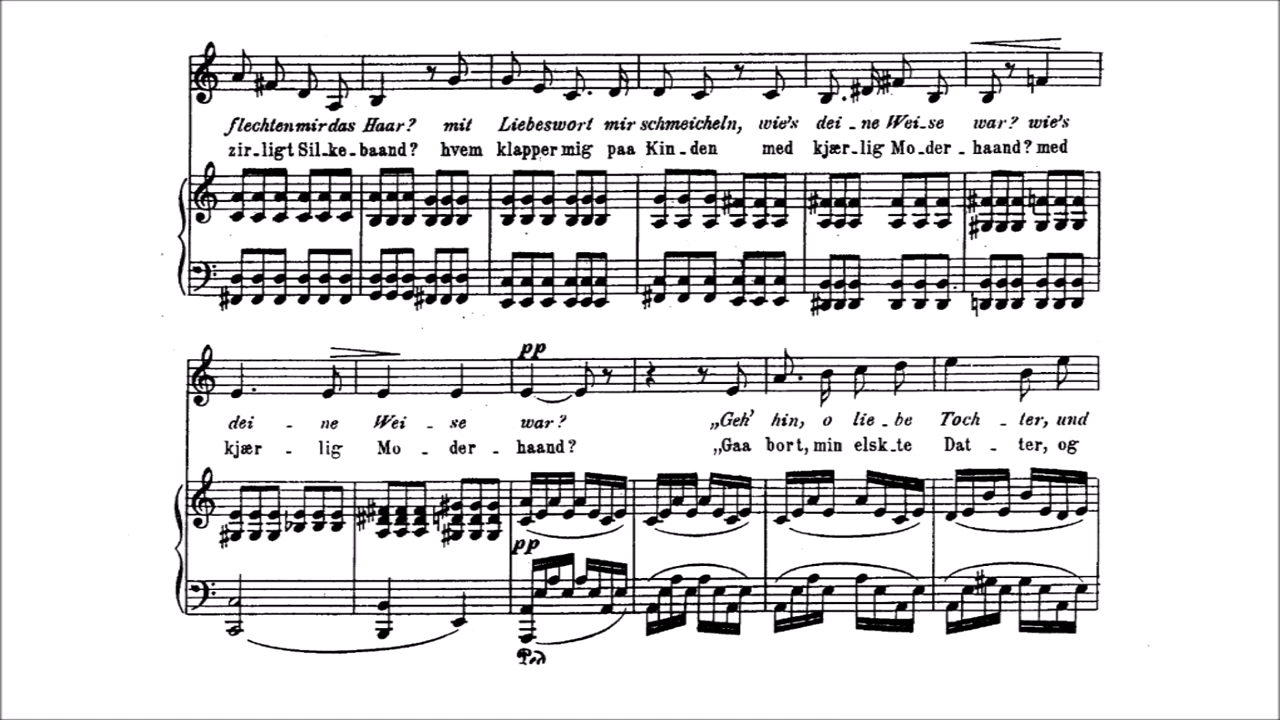 flechten mir das Haar? mit Liebeswort mir schmeicheln, wie's dei - ne Wei - se war? wie's
zir - ligt Sil - ke - baand? hvem klapper mig paa Kin - den med kjær - lig Mo - der - haand? med
pp
dei - ne Wei - se war? „Geh' hin, o lie - be Toch - ter, und
kjær - lig Mo - der - haand? „Gaa bort, min elsk - te Dat - ter, og
pp
Ped